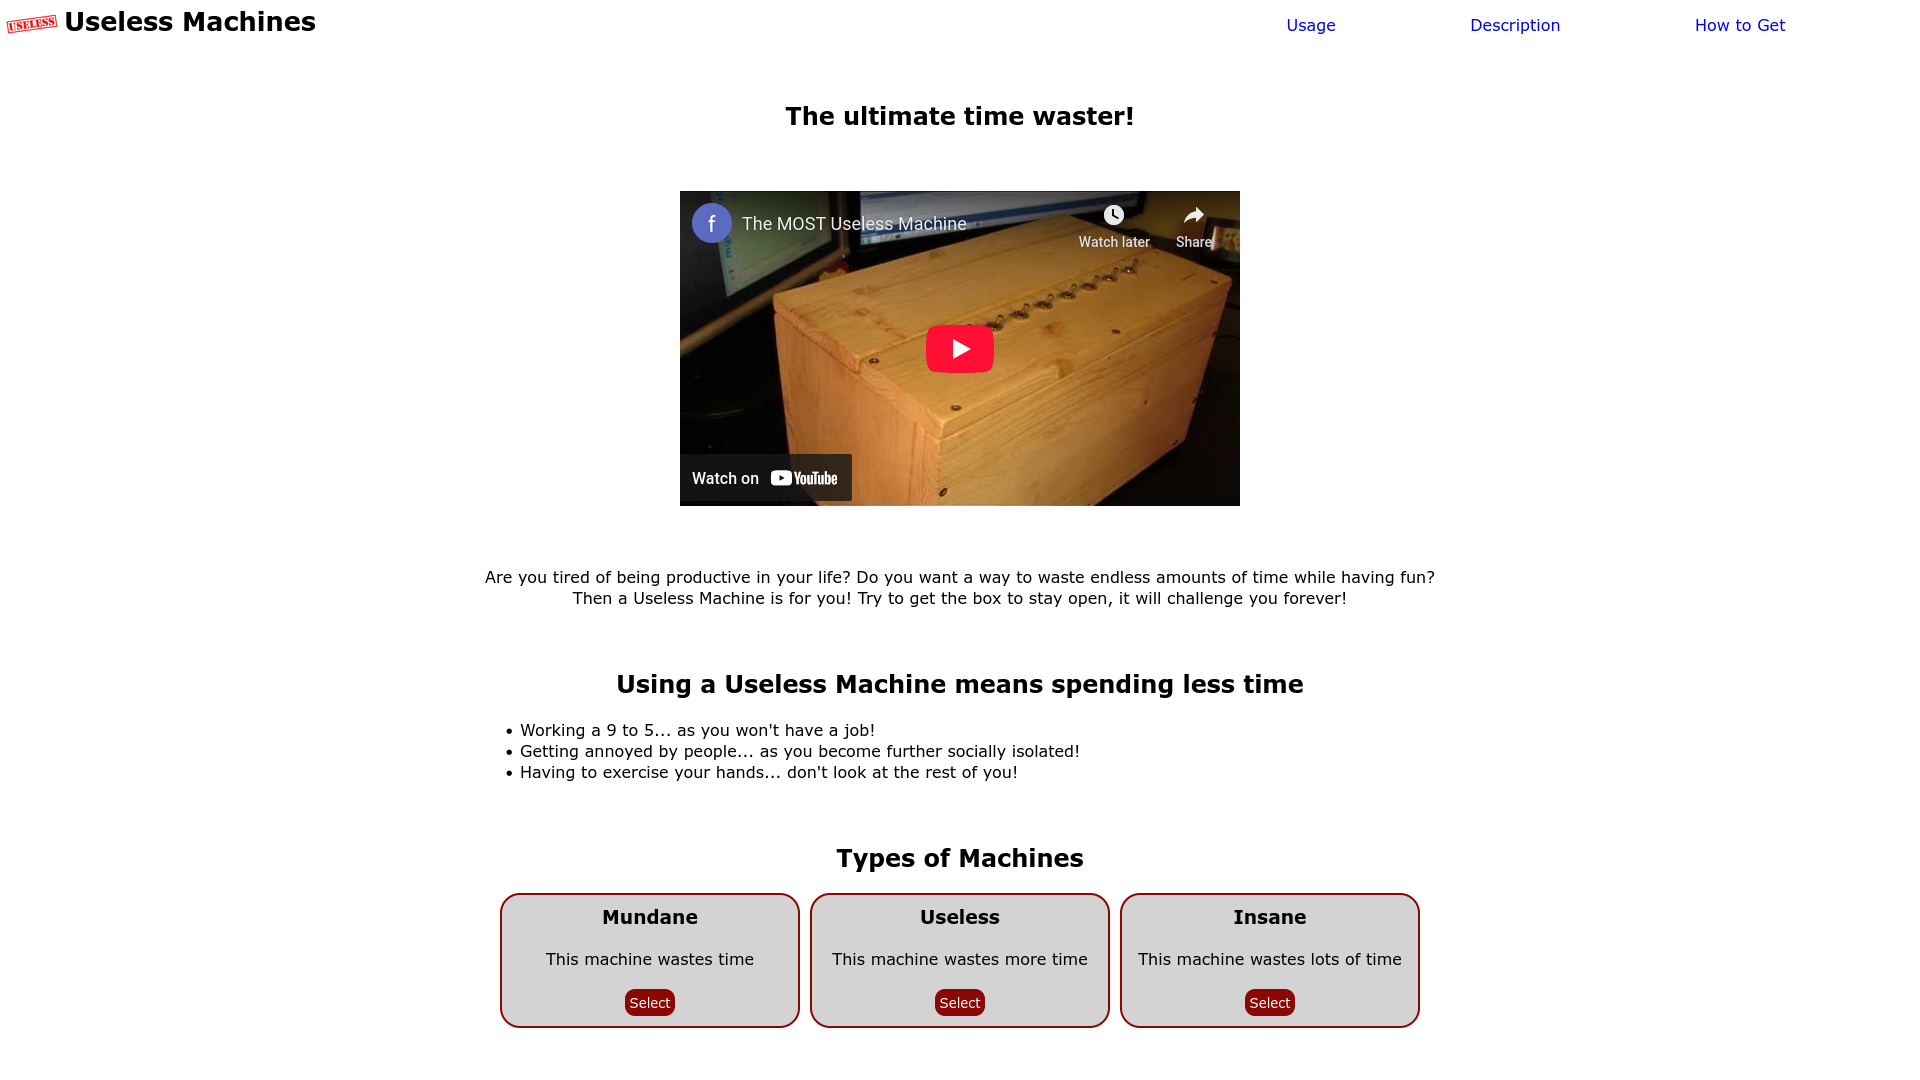 USELESS Useless Machines
Usage
Description
How to Get
The ultimate time waster!
f The MOST Useless Machine
Watch later
Share
Watch on YouTube
Are you tired of being productive in your life? Do you want a way to waste endless amounts of time while having fun?
Then a Useless Machine is for you! Try to get the box to stay open, it will challenge you forever!
Using a Useless Machine means spending less time
• Working a 9 to 5... as you won't have a job!
• Getting annoyed by people... as you become further socially isolated!
• Having to exercise your hands... don't look at the rest of you!
Types of Machines
Mundane
This machine wastes time
Select
Useless
This machine wastes more time
Select
Insane
This machine wastes lots of time
Select